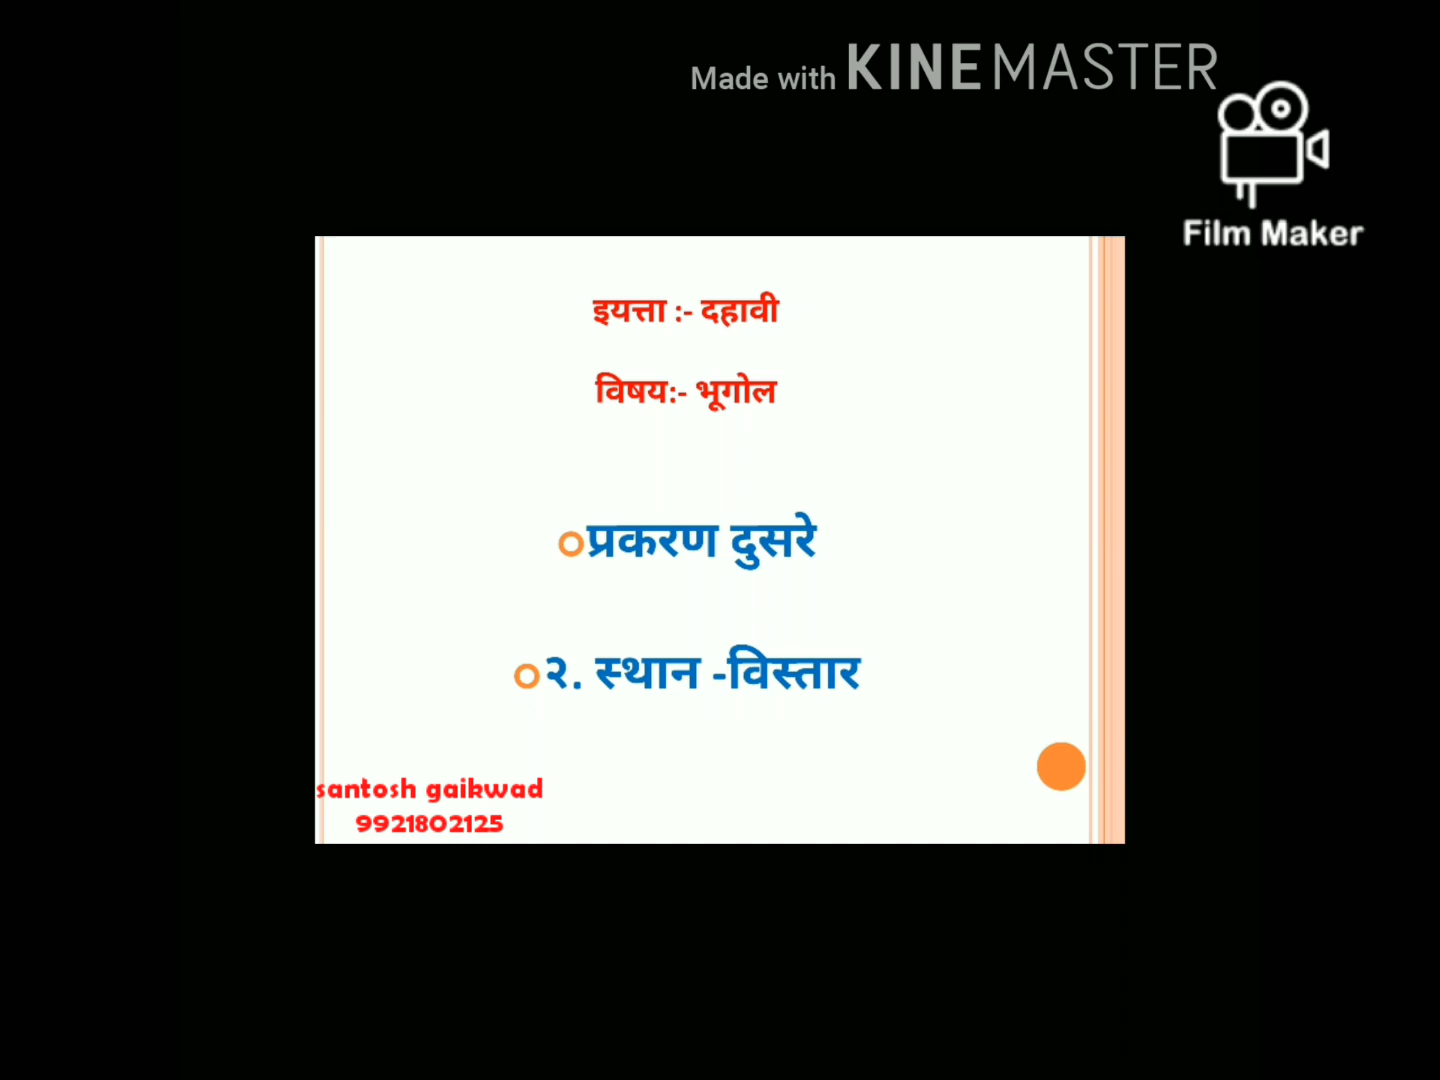 Made with KINEMASTER
Film Maker
इयत्ता :- दहावी
विषय:- भूगोल
प्रकरण दुसरे
२. स्थान -विस्तार
santosh gaikwad
9921802125